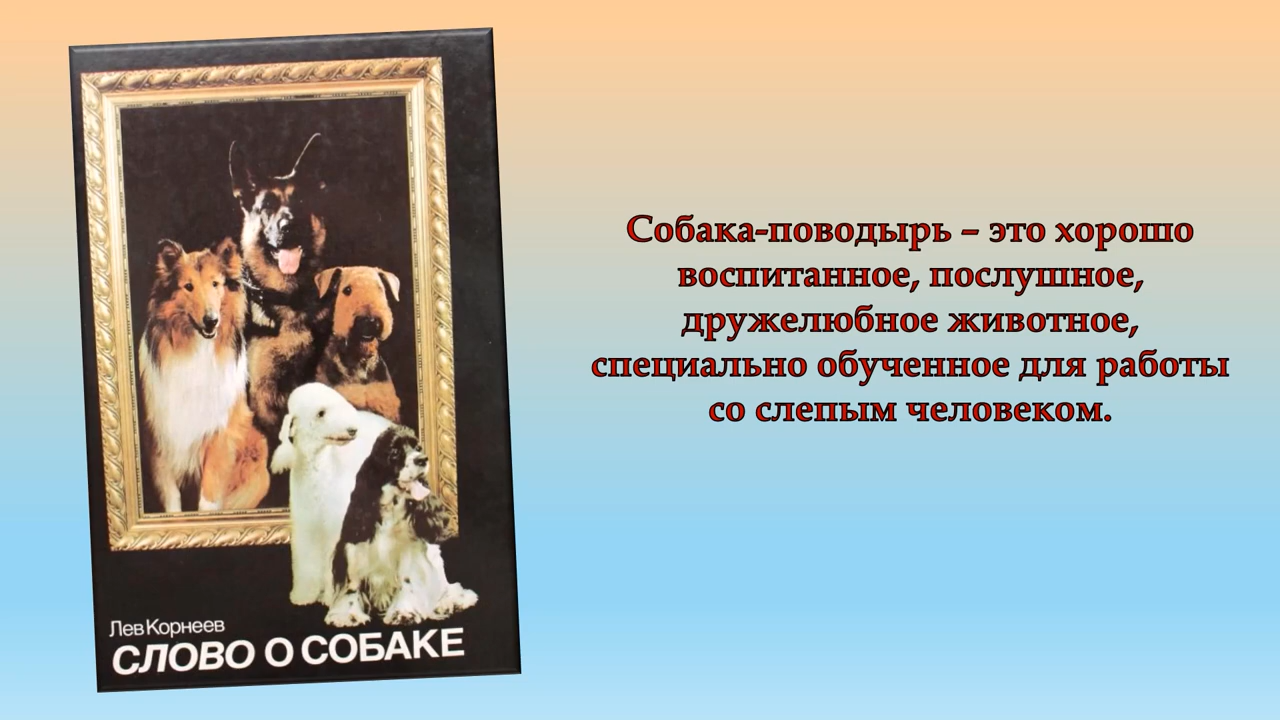 Собака-поводырь – это хорошо
воспитанное, послушное,
дружелюбное животное,
специально обученное для работы
со слепым человеком.
Лев Корнеев
СЛОВО О СОБАКЕ